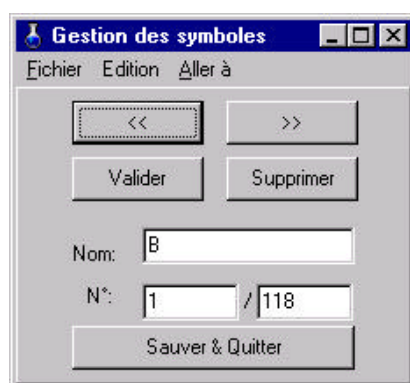 Gestion des symboles
Fichier Edition Aller à
<< >>
Valider Supprimer
Nom: B
N°: 1 / 118
Sauver & Quitter